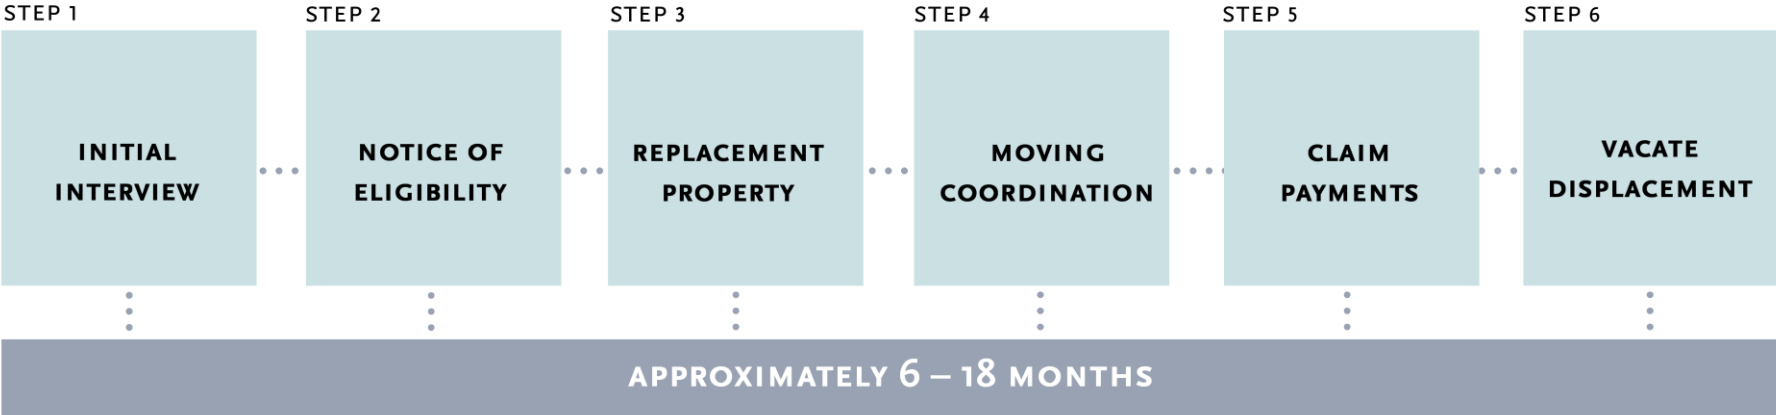 STEP 1
INITIAL
INTERVIEW
STEP 2
NOTICE OF
ELIGIBILITY
STEP 3
REPLACEMENT
PROPERTY
STEP 4
MOVING
COORDINATION
STEP 5
CLAIM
PAYMENTS
STEP 6
VACATE
DISPLACEMENT
APPROXIMATELY 6 – 18 MONTHS